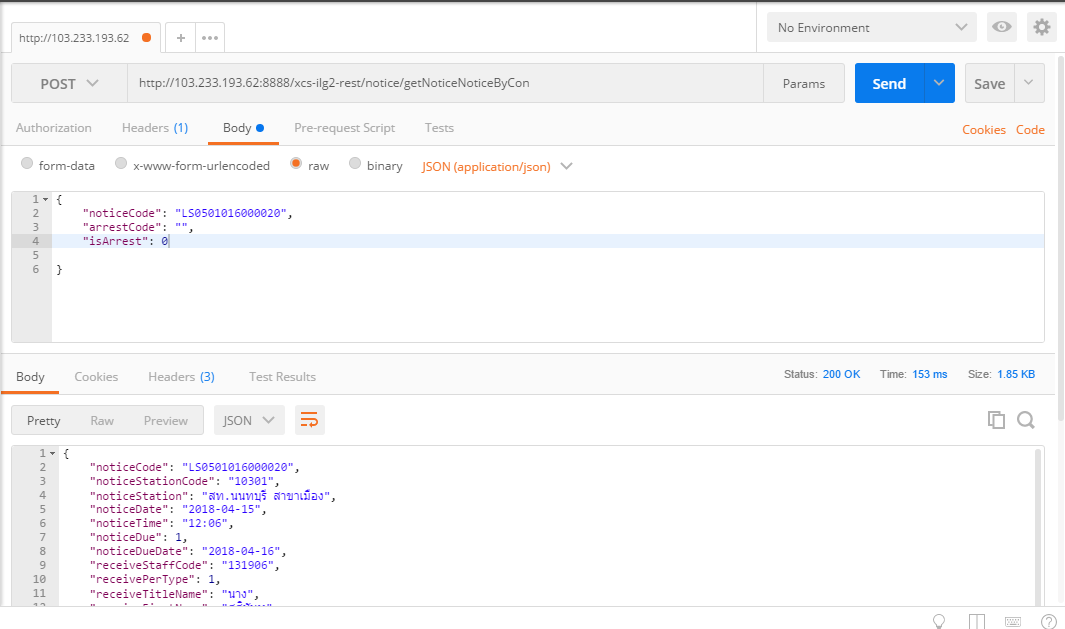 http://103.233.193.62
No Environment
POST http://103.233.193.62:8888/xcs-ilg2-rest/notice/getNoticeNoticeByCon Params Send Save
Authorization Headers (1) Body Pre-request Script Tests Cookies Code
form-data x-www-form-urlencoded raw binary JSON (application/json)
1 {
2 "noticeCode": "LS0501016000020",
3 "arrestCode": "",
4 "isArrest": 0
5
6 }
Body Cookies Headers (3) Test Results Status: 200 OK Time: 153 ms Size: 1.85 KB
Pretty Raw Preview JSON
1 {
2 "noticeCode": "LS0501016000020",
3 "noticeStationCode": "10301",
4 "noticeStation": "สท.นนทบุรี สาขาเมือง",
5 "noticeDate": "2018-04-15",
6 "noticeTime": "12:06",
7 "noticeDue": 1,
8 "noticeDueDate": "2018-04-16",
9 "receiveStaffCode": "131906",
10 "receivePerType": 1,
11 "receiveTitleName": "นาง",